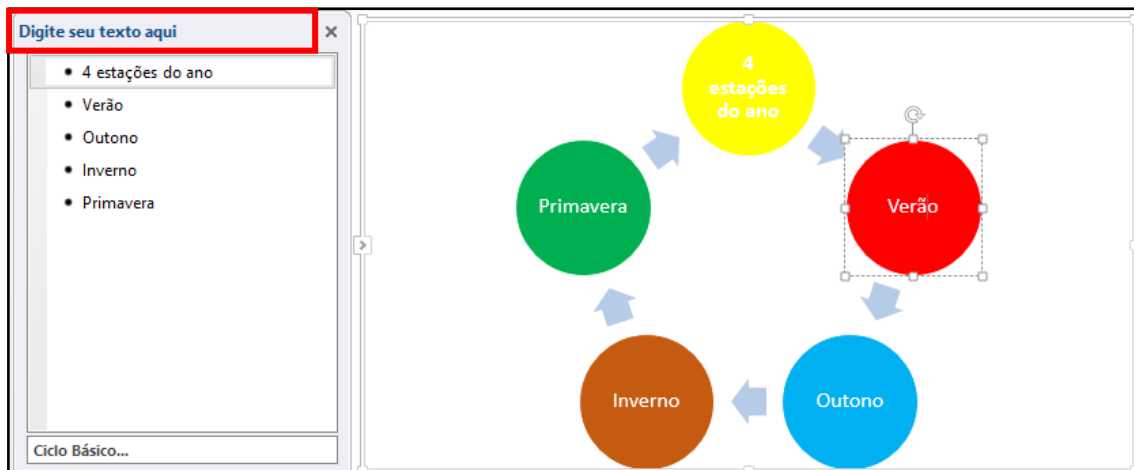 Digite seu texto aqui
4 estações do ano
Verão
Outono
Inverno
Primavera
Ciclo Básico...
4
estações
do ano
Verão
Outono
Inverno
Primavera